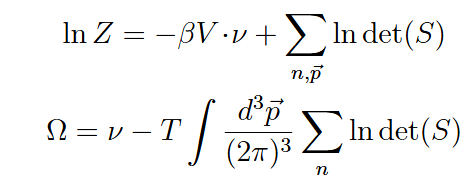 ln Z = −βV·ν + ∑_{n,p⃗} ln det(S)
Ω = ν − T ∫ d³p⃗/(2π)³ ∑_n ln det(S)